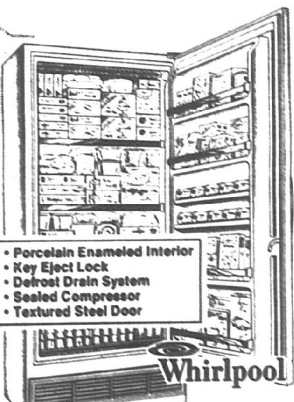 • Porcelain Enameled Interior
• Key Eject Lock
• Defrost Drain System
• Sealed Compressor
• Textured Steel Door
Whirlpool